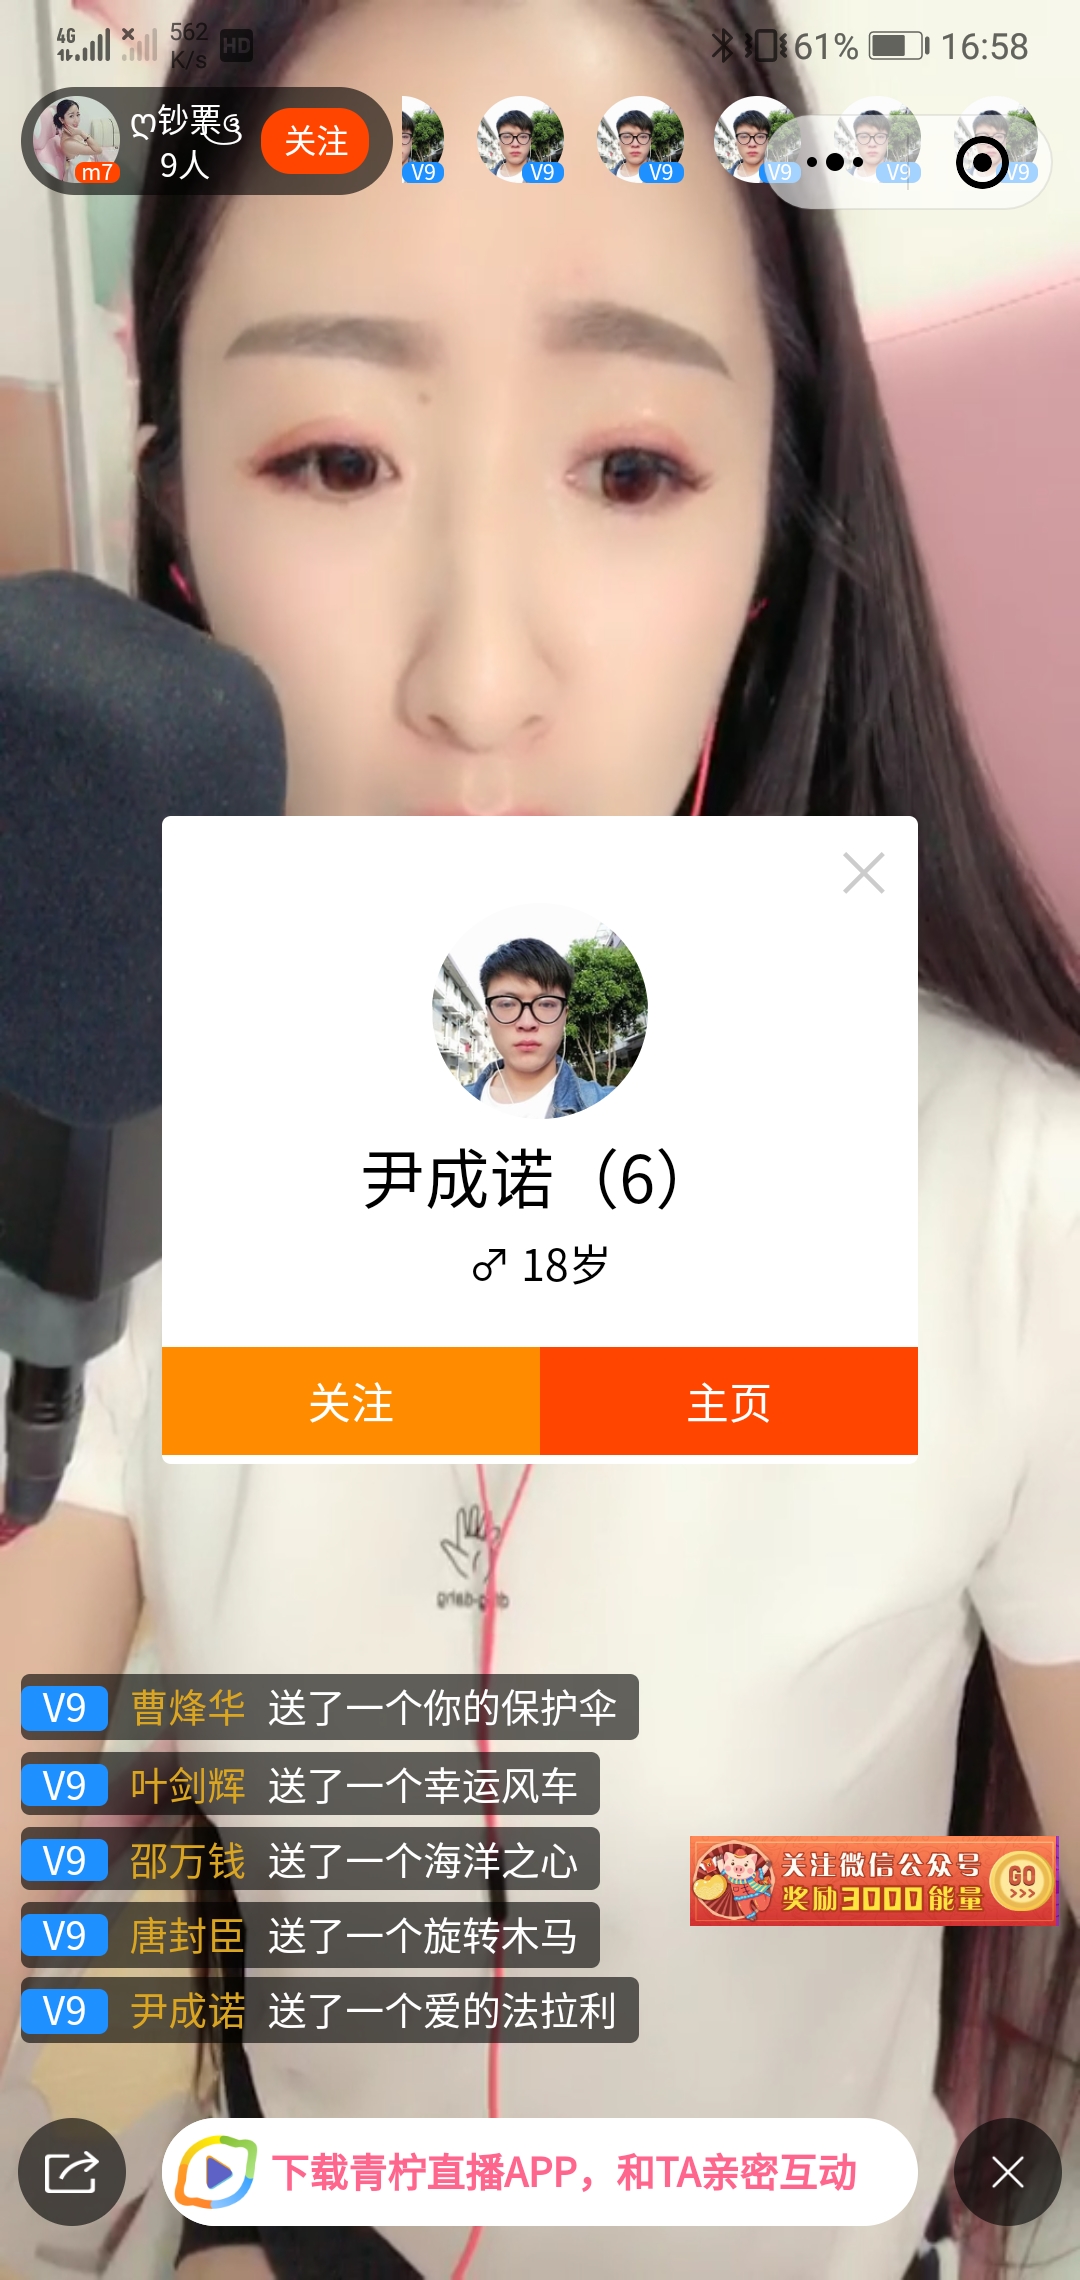 4G
562
K/s
HD
61%
16:58
ღ钞票ঔ
9人
m7
关注
V9
V9
V9
V9
V9
V9
尹成诺（6）
♂ 18岁
关注
主页
V9 曹烽华 送了一个你的保护伞
V9 叶剑辉 送了一个幸运风车
V9 邵万钱 送了一个海洋之心
V9 唐封臣 送了一个旋转木马
V9 尹成诺 送了一个爱的法拉利
关注微信公众号
奖励3000能量
GO
>>>
下载青柠直播APP，和TA亲密互动